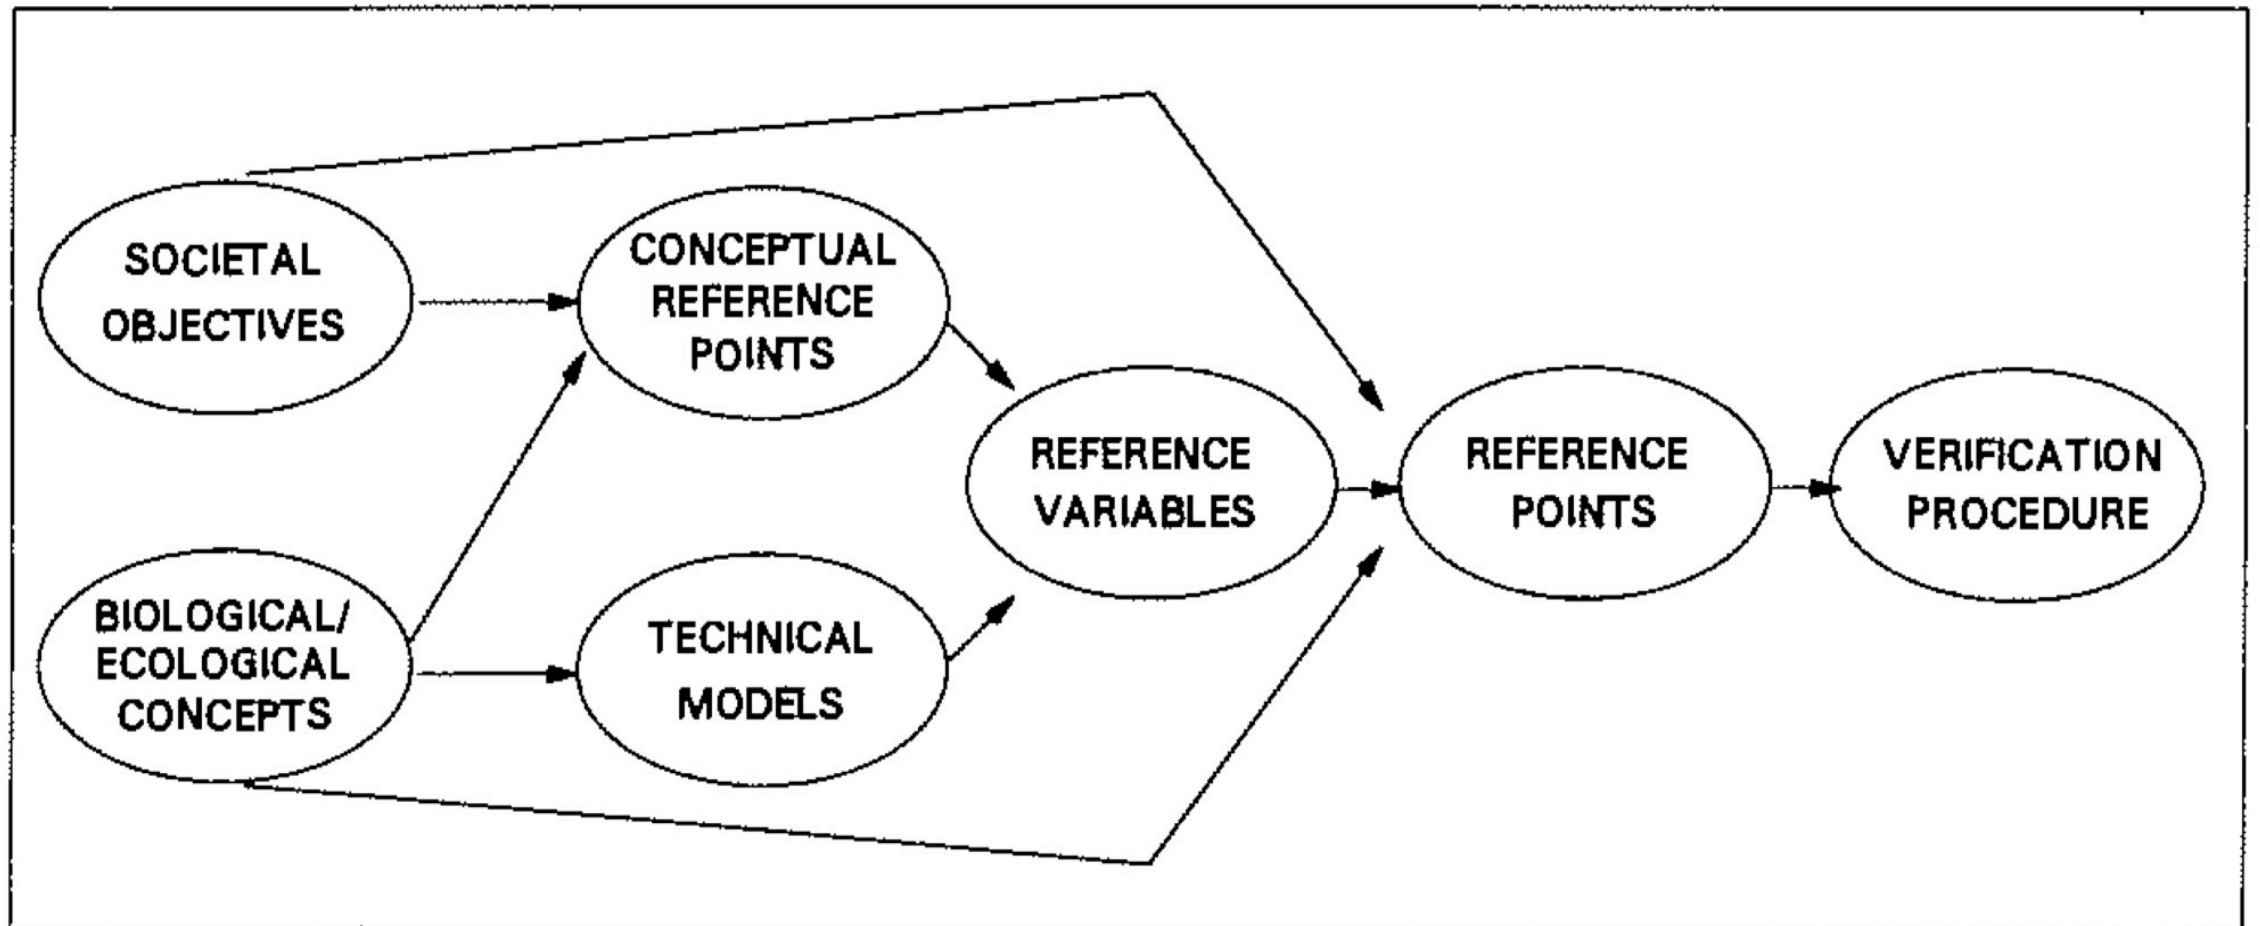 SOCIETAL
OBJECTIVES
CONCEPTUAL
REFERENCE
POINTS
BIOLOGICAL/
ECOLOGICAL
CONCEPTS
TECHNICAL
MODELS
REFERENCE
VARIABLES
REFERENCE
POINTS
VERIFICATION
PROCEDURE